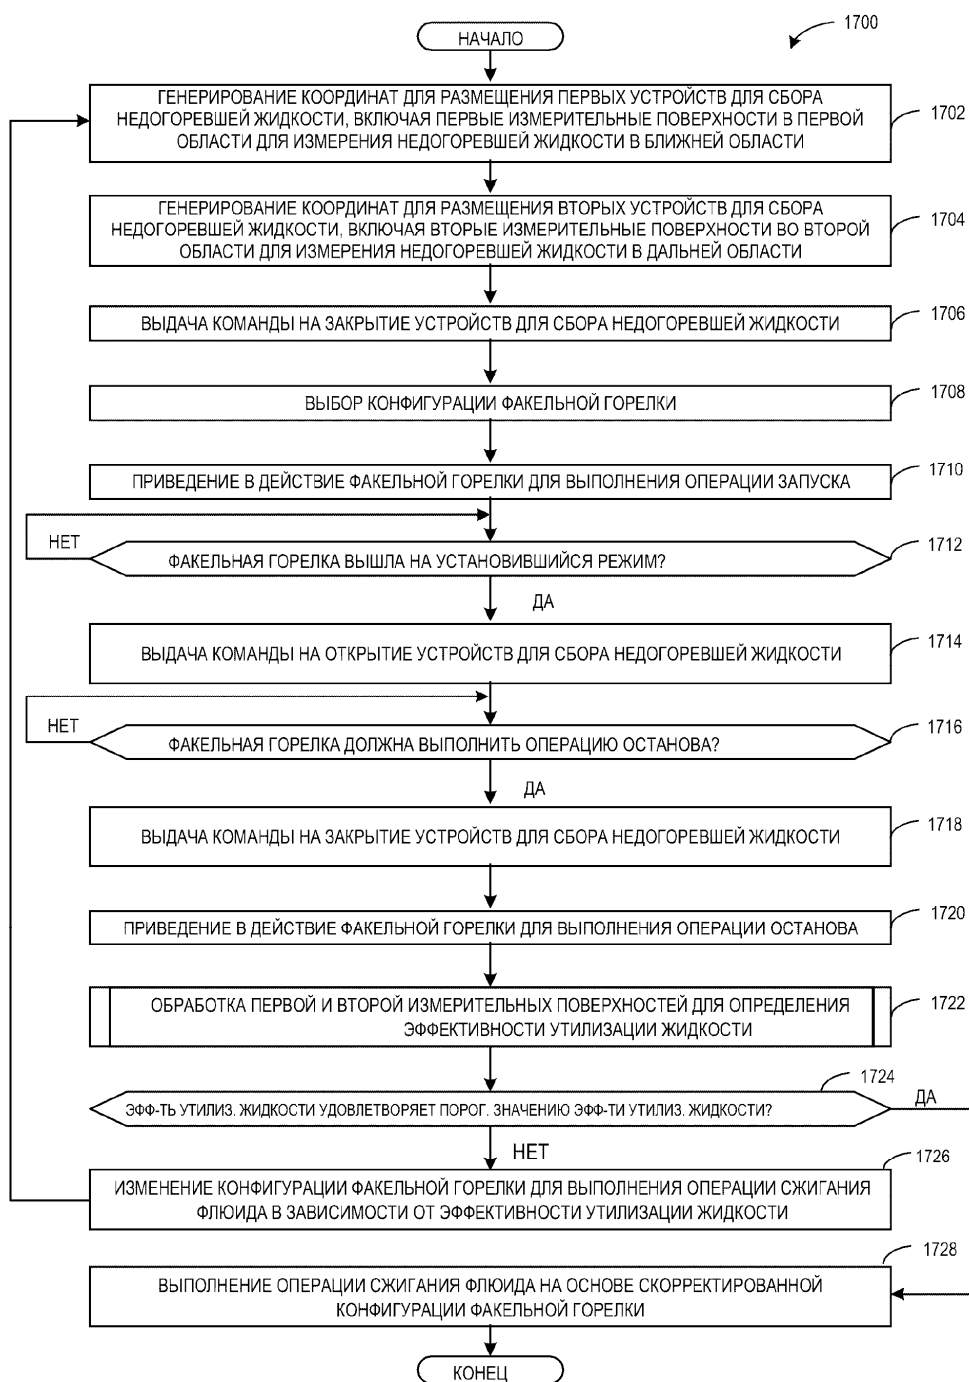 НАЧАЛО
1700
ГЕНЕРИРОВАНИЕ КООРДИНАТ ДЛЯ РАЗМЕЩЕНИЯ ПЕРВЫХ УСТРОЙСТВ ДЛЯ СБОРА
НЕДОГОРЕВШЕЙ ЖИДКОСТИ, ВКЛЮЧАЯ ПЕРВЫЕ ИЗМЕРИТЕЛЬНЫЕ ПОВЕРХНОСТИ В ПЕРВОЙ
ОБЛАСТИ ДЛЯ ИЗМЕРЕНИЯ НЕДОГОРЕВШЕЙ ЖИДКОСТИ В БЛИЖНЕЙ ОБЛАСТИ
1702
ГЕНЕРИРОВАНИЕ КООРДИНАТ ДЛЯ РАЗМЕЩЕНИЯ ВТОРЫХ УСТРОЙСТВ ДЛЯ СБОРА
НЕДОГОРЕВШЕЙ ЖИДКОСТИ, ВКЛЮЧАЯ ВТОРЫЕ ИЗМЕРИТЕЛЬНЫЕ ПОВЕРХНОСТИ ВО ВТОРОЙ
ОБЛАСТИ ДЛЯ ИЗМЕРЕНИЯ НЕДОГОРЕВШЕЙ ЖИДКОСТИ В ДАЛЬНЕЙ ОБЛАСТИ
1704
ВЫДАЧА КОМАНДЫ НА ЗАКРЫТИЕ УСТРОЙСТВ ДЛЯ СБОРА НЕДОГОРЕВШЕЙ ЖИДКОСТИ
1706
ВЫБОР КОНФИГУРАЦИИ ФАКЕЛЬНОЙ ГОРЕЛКИ
1708
ПРИВЕДЕНИЕ В ДЕЙСТВИЕ ФАКЕЛЬНОЙ ГОРЕЛКИ ДЛЯ ВЫПОЛНЕНИЯ ОПЕРАЦИИ ЗАПУСКА
1710
НЕТ
ФАКЕЛЬНАЯ ГОРЕЛКА ВЫШЛА НА УСТАНОВИВШИЙСЯ РЕЖИМ?
1712
ДА
ВЫДАЧА КОМАНДЫ НА ОТКРЫТИЕ УСТРОЙСТВ ДЛЯ СБОРА НЕДОГОРЕВШЕЙ ЖИДКОСТИ
1714
НЕТ
ФАКЕЛЬНАЯ ГОРЕЛКА ДОЛЖНА ВЫПОЛНИТЬ ОПЕРАЦИЮ ОСТАНОВА?
1716
ДА
ВЫДАЧА КОМАНДЫ НА ЗАКРЫТИЕ УСТРОЙСТВ ДЛЯ СБОРА НЕДОГОРЕВШЕЙ ЖИДКОСТИ
1718
ПРИВЕДЕНИЕ В ДЕЙСТВИЕ ФАКЕЛЬНОЙ ГОРЕЛКИ ДЛЯ ВЫПОЛНЕНИЯ ОПЕРАЦИИ ОСТАНОВА
1720
ОБРАБОТКА ПЕРВОЙ И ВТОРОЙ ИЗМЕРИТЕЛЬНЫХ ПОВЕРХНОСТЕЙ ДЛЯ ОПРЕДЕЛЕНИЯ
ЭФФЕКТИВНОСТИ УТИЛИЗАЦИИ ЖИДКОСТИ
1722
1724
ЭФФ-ТЬ УТИЛИЗ. ЖИДКОСТИ УДОВЛЕТВОРЯЕТ ПОРОГ. ЗНАЧЕНИЮ ЭФФ-ТИ УТИЛИЗ. ЖИДКОСТИ?
ДА
НЕТ
1726
ИЗМЕНЕНИЕ КОНФИГУРАЦИИ ФАКЕЛЬНОЙ ГОРЕЛКИ ДЛЯ ВЫПОЛНЕНИЯ ОПЕРАЦИИ СЖИГАНИЯ
ФЛЮИДА В ЗАВИСИМОСТИ ОТ ЭФФЕКТИВНОСТИ УТИЛИЗАЦИИ ЖИДКОСТИ
1728
ВЫПОЛНЕНИЕ ОПЕРАЦИИ СЖИГАНИЯ ФЛЮИДА НА ОСНОВЕ СКОРРЕКТИРОВАННОЙ
КОНФИГУРАЦИИ ФАКЕЛЬНОЙ ГОРЕЛКИ
КОНЕЦ